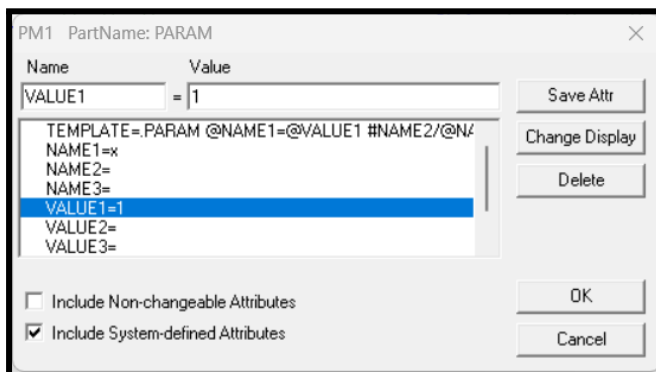 PM1 PartName: PARAM
Name Value
VALUE1 = 1
Save Attr
TEMPLATE=.PARAM @NAME1=@VALUE1 #NAME2/@NA
Change Display
NAME1=x
NAME2=
Delete
NAME3=
VALUE1=1
VALUE2=
VALUE3=
Include Non-changeable Attributes
OK
Include System-defined Attributes
Cancel